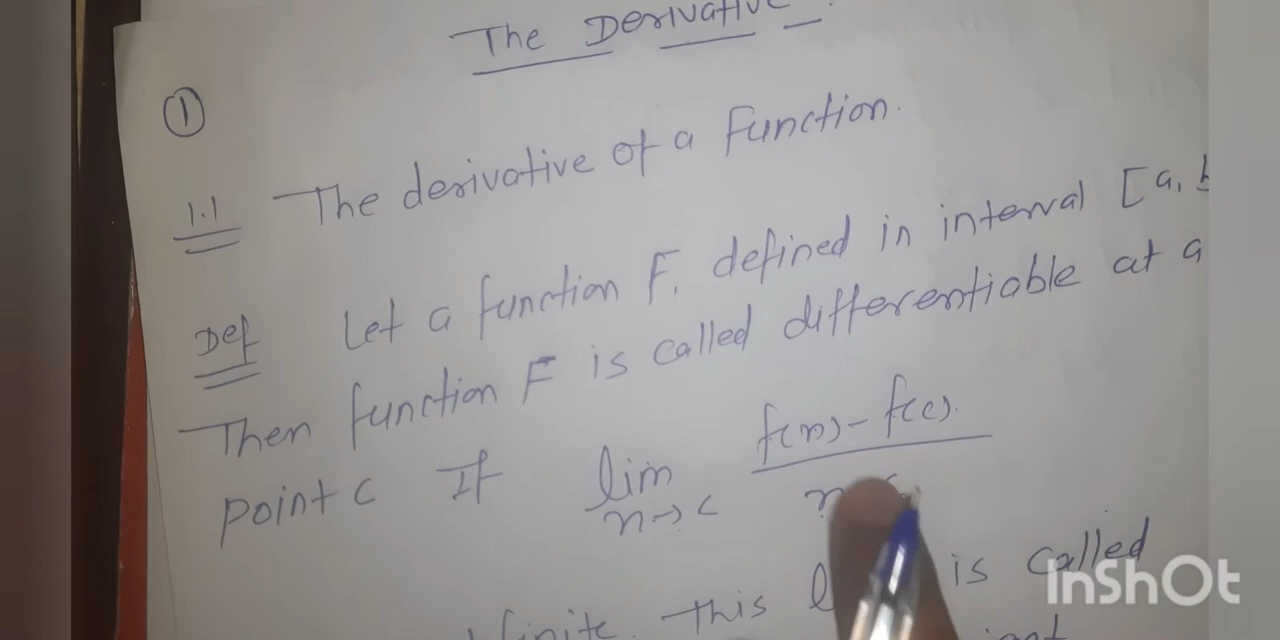 The Derivative.
①
1.1 The derivative of a function.
Def Let a function F, defined in interval [a, b
Then function F is called differentiable at a
point c If lim n→c f(n) - f(c).
n
this is called
InShOt